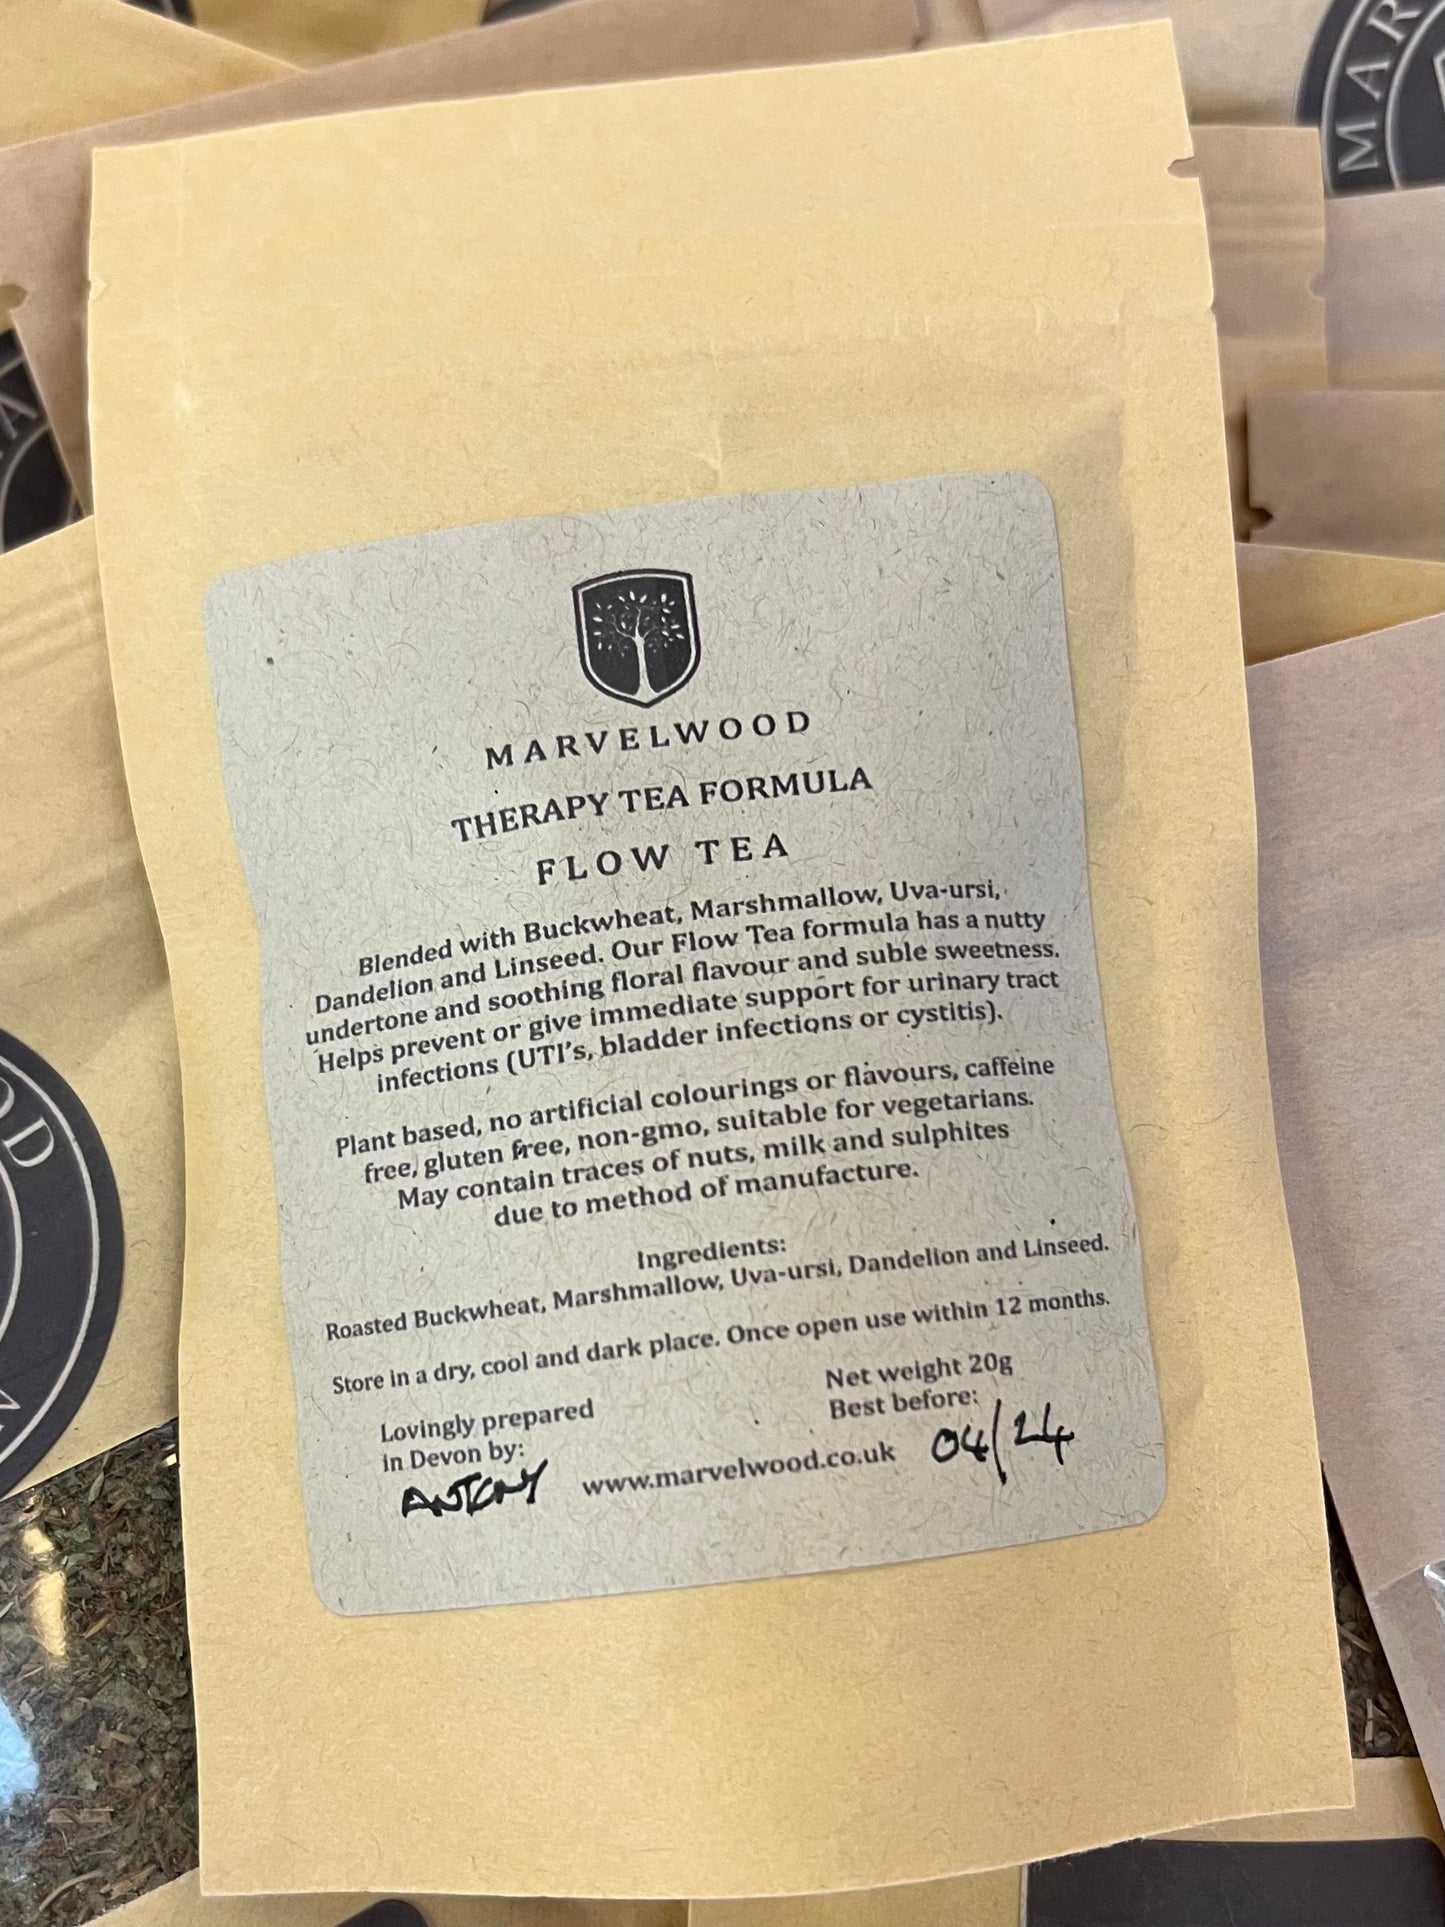 MAR
MARVELWOOD
THERAPY TEA FORMULA
FLOW TEA
Blended with Buckwheat, Marshmallow, Uva-ursi,
Dandelion and Linseed. Our Flow Tea formula has a nutty
undertone and soothing floral flavour and suble sweetness.
Helps prevent or give immediate support for urinary tract
infections (UTI's, bladder infections or cystitis).
Plant based, no artificial colourings or flavours, caffeine
free, gluten free, non-gmo, suitable for vegetarians.
May contain traces of nuts, milk and sulphites
due to method of manufacture.
Ingredients:
Roasted Buckwheat, Marshmallow, Uva-ursi, Dandelion and Linseed.
Store in a dry, cool and dark place. Once open use within 12 months.
Net weight 20g
Best before:
04/24
Lovingly prepared
in Devon by:
ANTONY
www.marvelwood.co.uk
OD